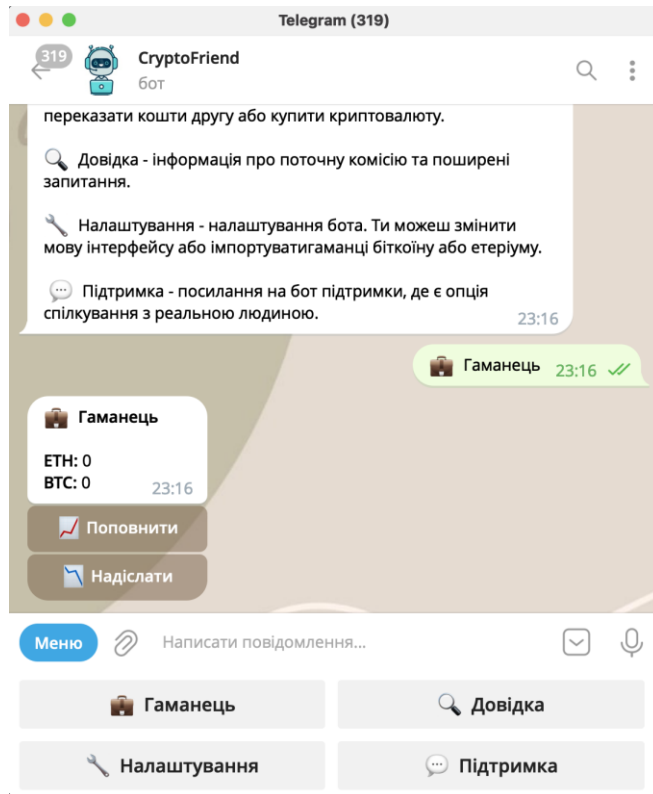 Telegram (319)
319
CryptoFriend
бот
переказати кошти другу або купити криптовалюту.
🔍 Довідка - інформація про поточну комісію та поширені
запитання.
🔧 Налаштування - налаштування бота. Ти можеш змінити
мову інтерфейсу або імпортуватигаманці біткоїну або етеріуму.
💬 Підтримка - посилання на бот підтримки, де є опція
спілкування з реальною людиною.
23:16
💼 Гаманець 23:16
💼 Гаманець
ETH: 0
BTC: 0
23:16
📈 Поповнити
📉 Надіслати
Меню
Написати повідомлення...
💼 Гаманець
🔍 Довідка
🔧 Налаштування
💬 Підтримка